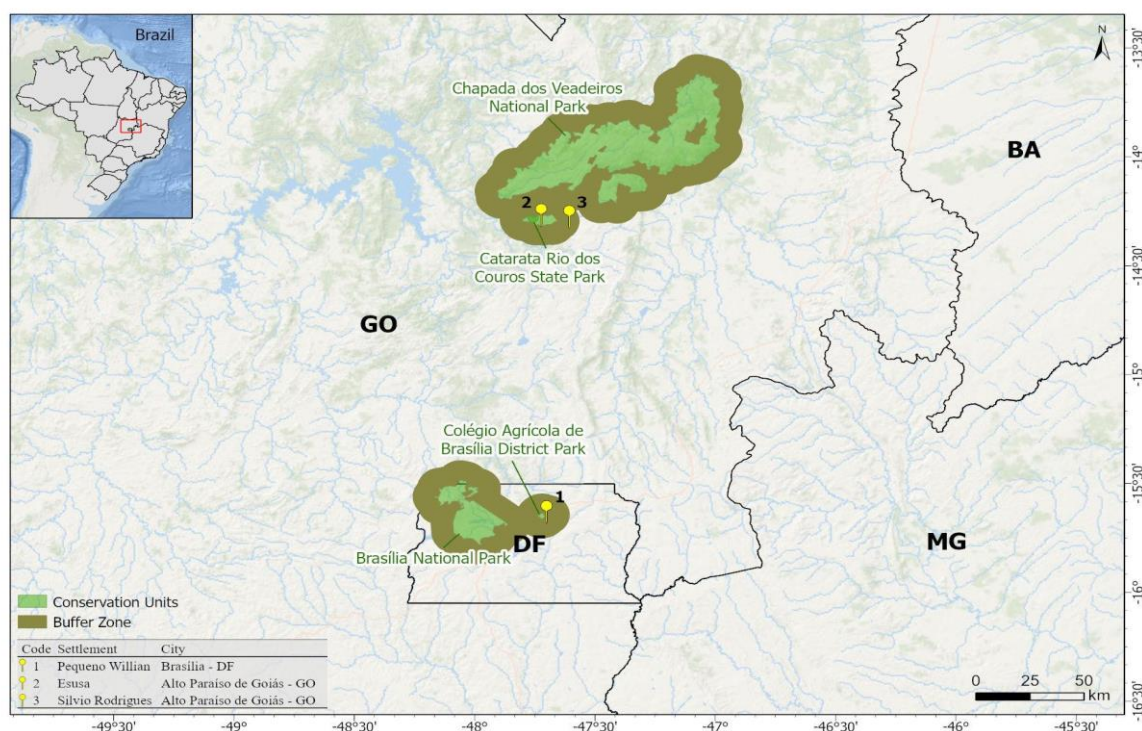 Brazil
N
Chapada dos Veadeiros
National Park
BA
2
3
Catarata Rio dos
Couros State Park
GO
Colégio Agrícola de
Brasília District Park
1
DF
MG
Brasília National Park
Conservation Units
Buffer Zone
Code Settlement City
1 Pequeno Willian Brasília - DF
2 Esusa Alto Paraíso de Goiás - GO
3 Silvio Rodrigues Alto Paraíso de Goiás - GO
0 25 50
km
-13°30'
-14°
-14°30'
-15°
-15°30'
-16°
-16°30'
-49°30' -49° -48°30' -48° -47°30' -47° -46°30' -46° -45°30'